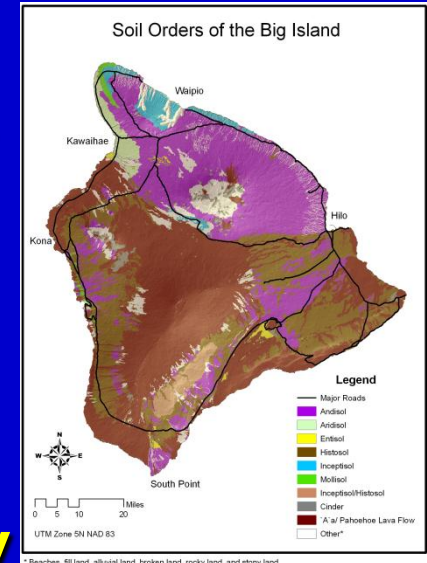 Soil Orders of the Big Island
Waipio
Kawaihae
Hilo
Kona
South Point
N
W E
S
0 5 10 20
Miles
UTM Zone 5N NAD 83
Legend
Major Roads
Andisol
Aridisol
Entisol
Histosol
Inceptisol
Mollisol
Inceptisol/Histosol
Cinder
`A`a/ Pahoehoe Lava Flow
Other*
* Beaches, fill land, alluvial land, broken land, rocky land, and stony land